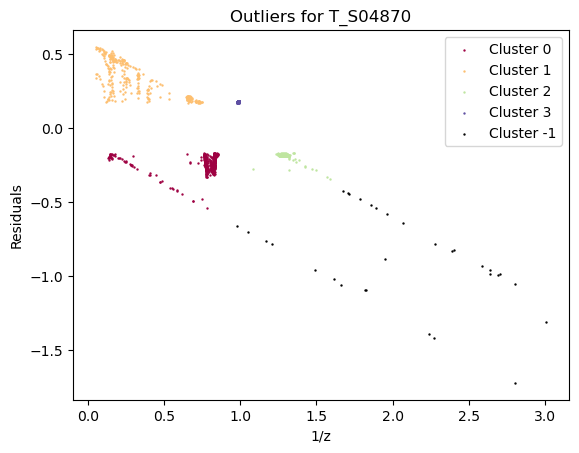 Outliers for T_S04870
Cluster 0
Cluster 1
Cluster 2
Cluster 3
Cluster -1
Residuals
0.5
0.0
−0.5
−1.0
−1.5
0.0 0.5 1.0 1.5 2.0 2.5 3.0
1/z